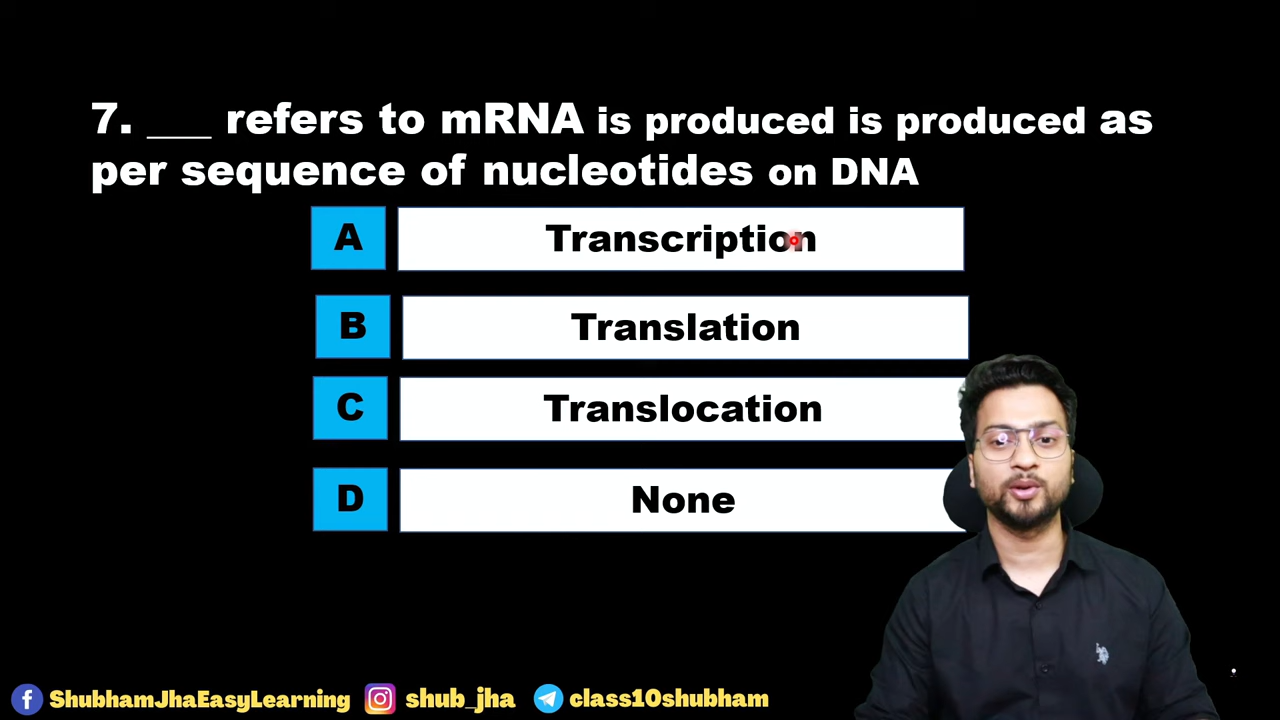 7. ___ refers to mRNA is produced is produced as
per sequence of nucleotides on DNA
A Transcription
B Translation
C Translocation
D None
ShubhamJhaEasyLearning shub_jha class10shubham